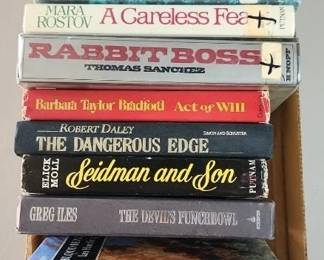 MARA
ROSTOV
A Careless Fea
PUTNAM
RABBIT BOSS
THOMAS SANCHEZ
KNOPF
Barbara Taylor Bradford Act of Will
ROBERT DALEY
SIMON AND SCHUSTER
THE DANGEROUS EDGE
ELICK
MOLL
Seidman and Son
PUTNAM
GREG ILES THE DEVIL'S PUNCHBOWL